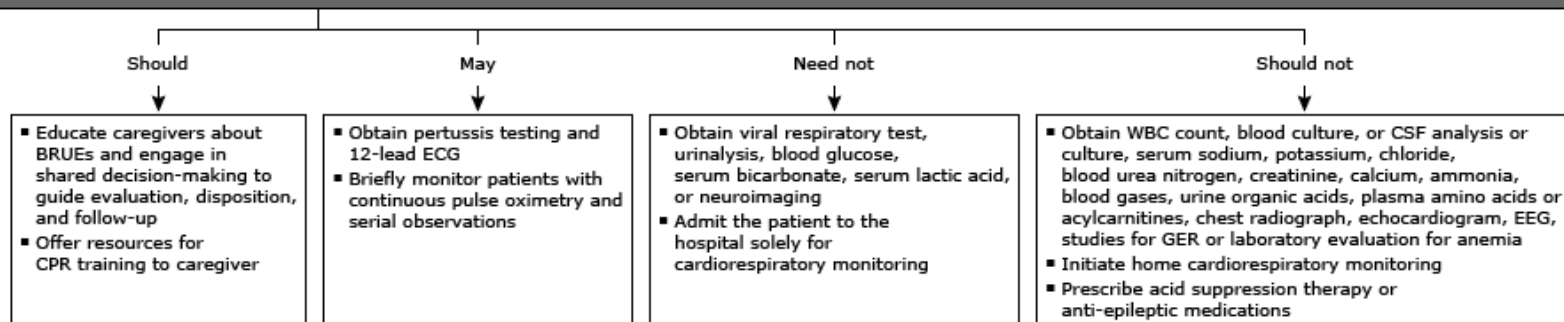 Should
May
Need not
Should not
▪ Educate caregivers about
BRUEs and engage in
shared decision-making to
guide evaluation, disposition,
and follow-up
▪ Offer resources for
CPR training to caregiver
▪ Obtain pertussis testing and
12-lead ECG
▪ Briefly monitor patients with
continuous pulse oximetry and
serial observations
▪ Obtain viral respiratory test,
urinalysis, blood glucose,
serum bicarbonate, serum lactic acid,
or neuroimaging
▪ Admit the patient to the
hospital solely for
cardiorespiratory monitoring
▪ Obtain WBC count, blood culture, or CSF analysis or
culture, serum sodium, potassium, chloride,
blood urea nitrogen, creatinine, calcium, ammonia,
blood gases, urine organic acids, plasma amino acids or
acylcarnitines, chest radiograph, echocardiogram, EEG,
studies for GER or laboratory evaluation for anemia
▪ Initiate home cardiorespiratory monitoring
▪ Prescribe acid suppression therapy or
anti-epileptic medications